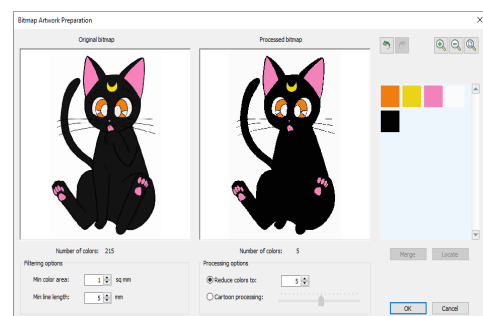 Bitmap Artwork Preparation
Original bitmap
Processed bitmap
Number of colors: 215
Number of colors: 5
Filtering options
Min color area: 1 sq mm
Min line length: 5 mm
Processing options
Reduce colors to: 5
Cartoon processing:
Merge
Locate
OK
Cancel